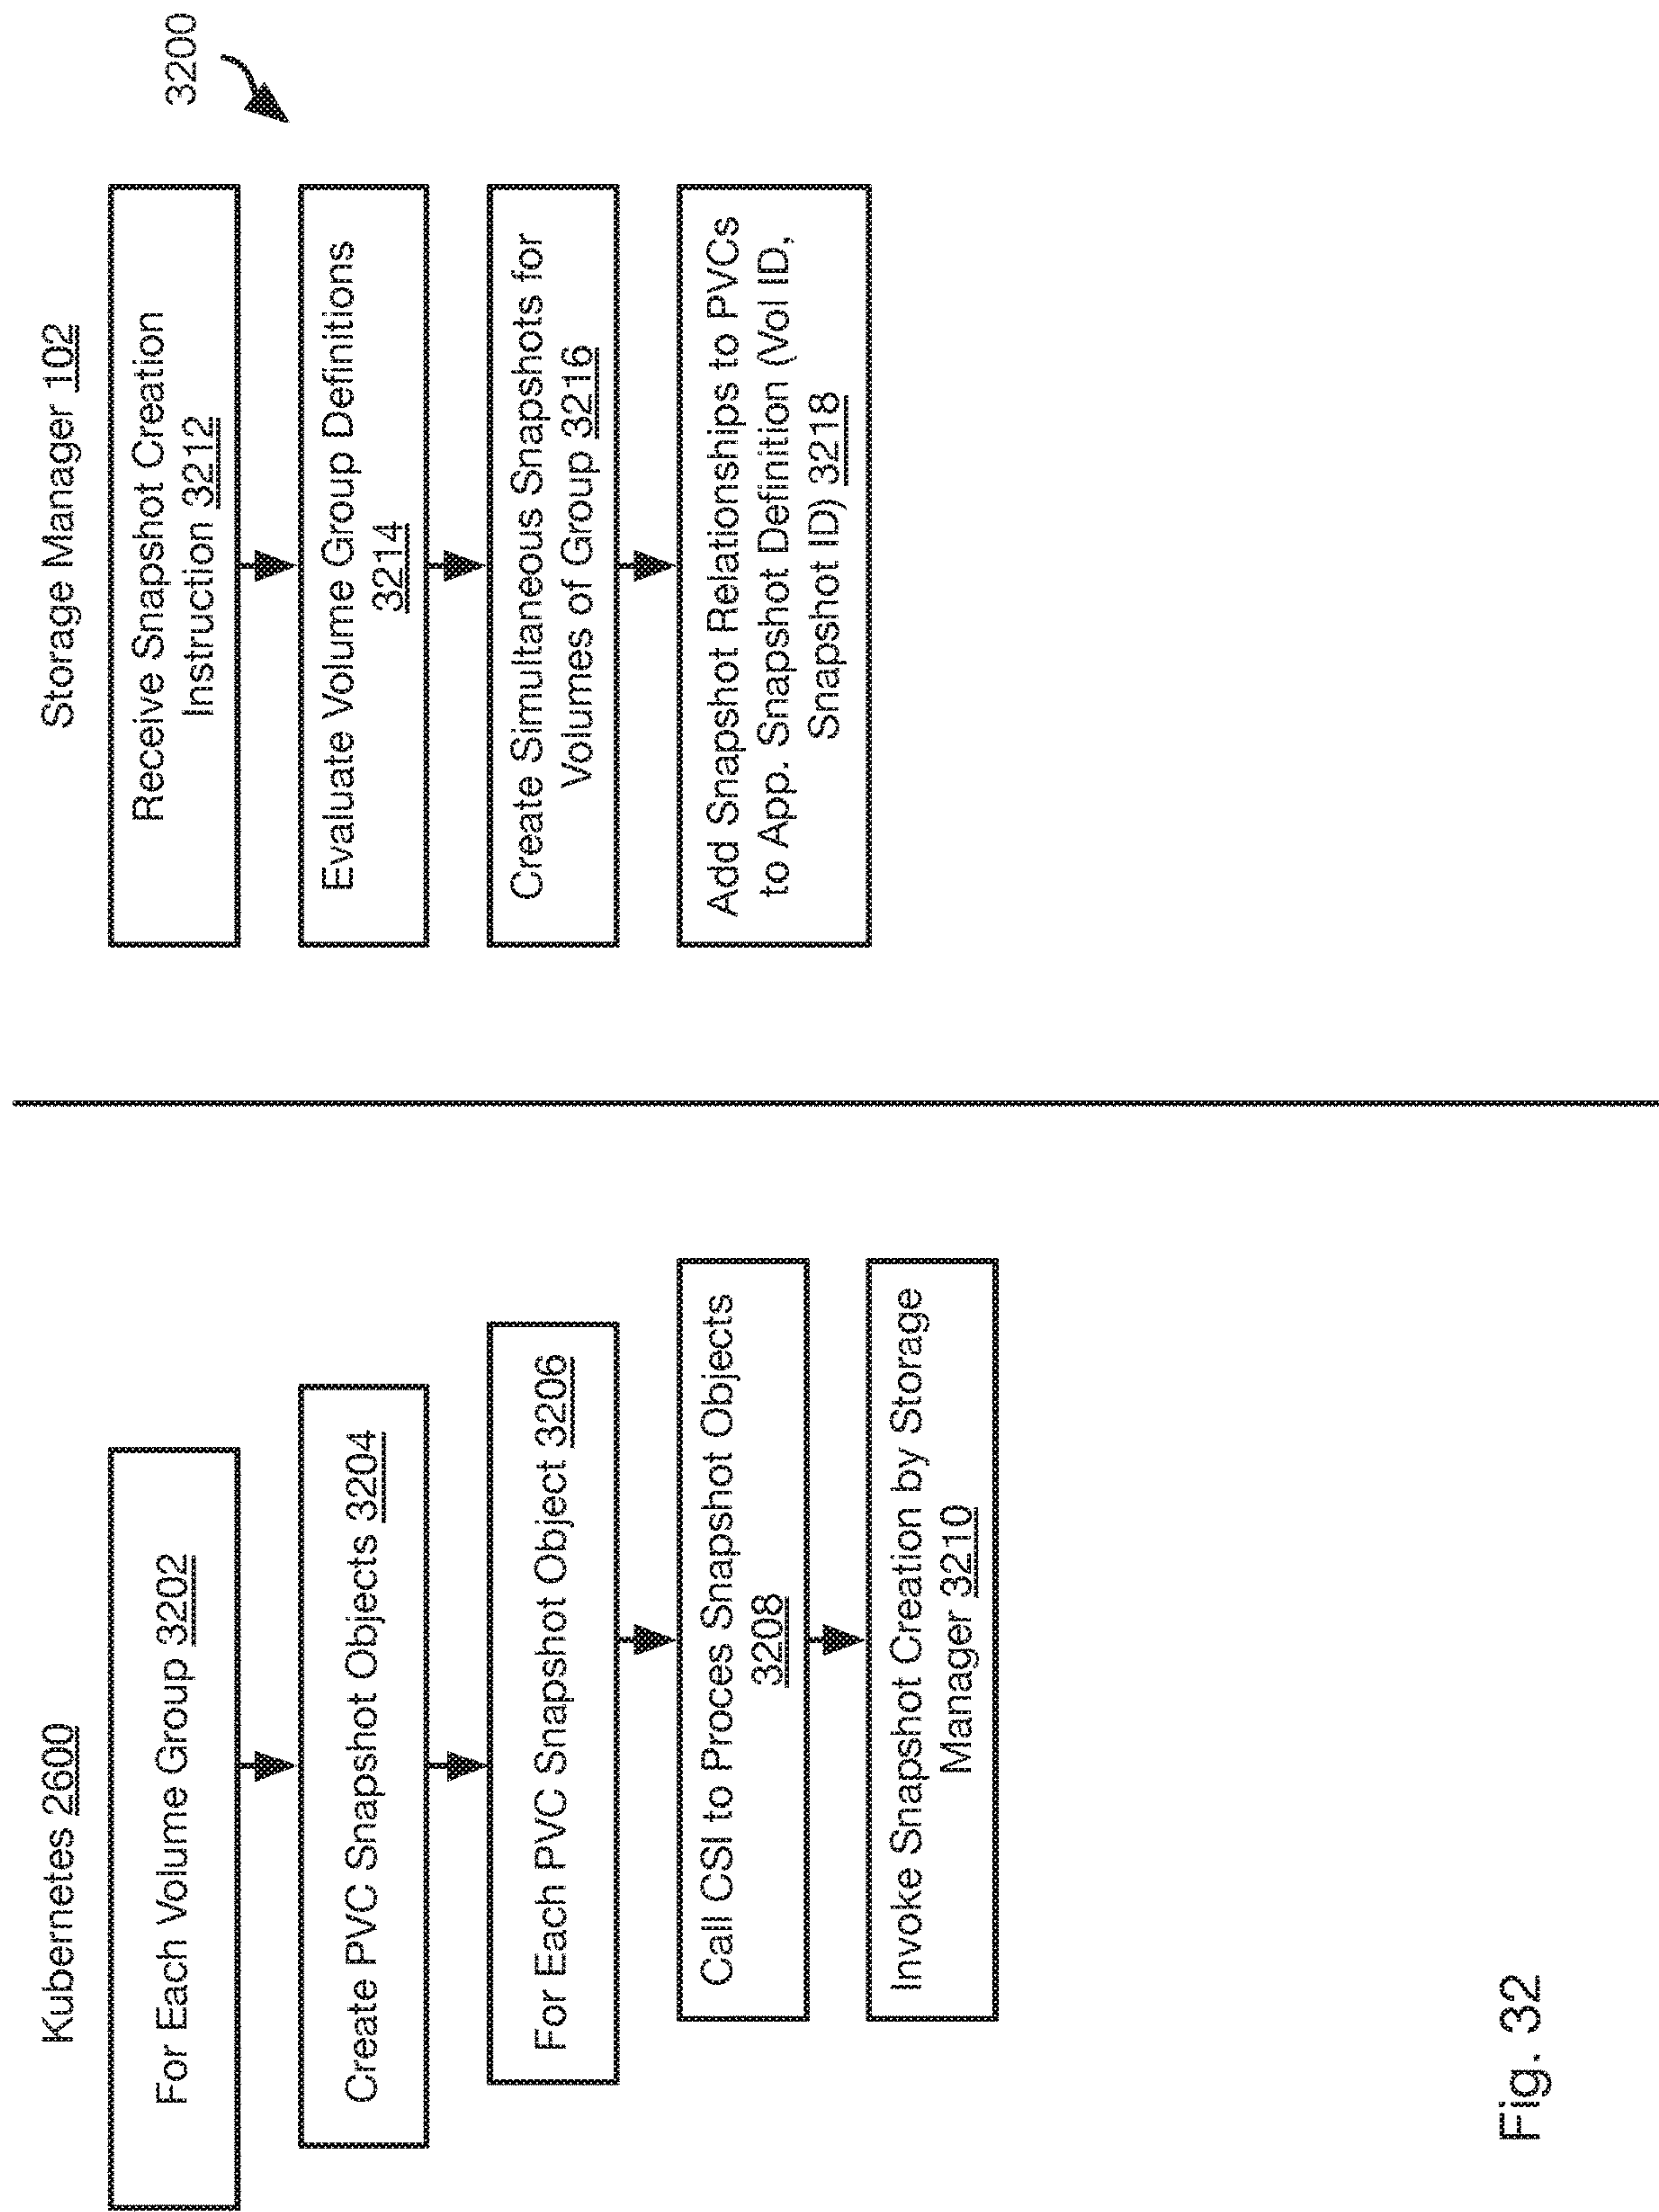 Kubernetes 2600
For Each Volume Group 3202
Create PVC Snapshot Objects 3204
For Each PVC Snapshot Object 3206
Call CSI to Proces Snapshot Objects
3208
Invoke Snapshot Creation by Storage
Manager 3210
Storage Manager 102
Receive Snapshot Creation
Instruction 3212
Evaluate Volume Group Definitions
3214
Create Simultaneous Snapshots for
Volumes of Group 3216
Add Snapshot Relationships to PVCs
to App. Snapshot Definition (Vol ID,
Snapshot ID) 3218
3200
Fig. 32